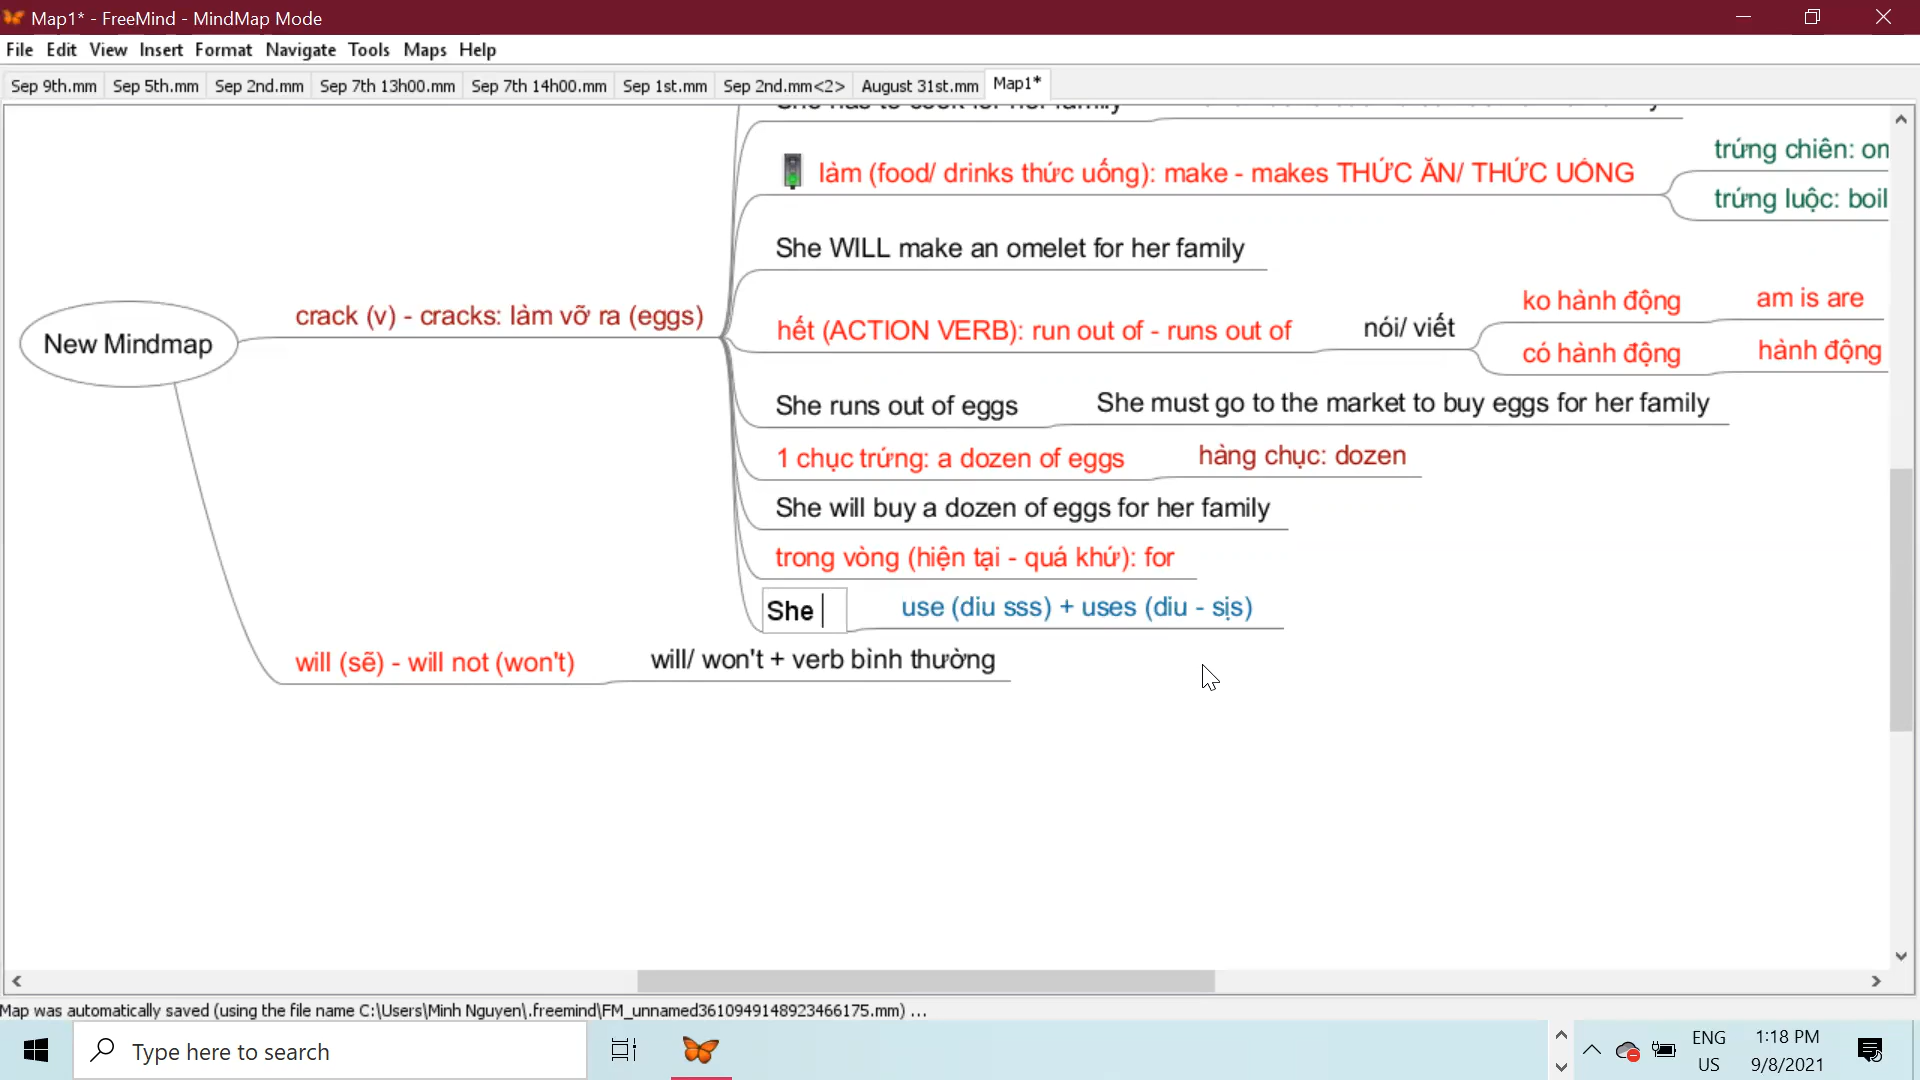 Map1* - FreeMind - MindMap Mode
File Edit View Insert Format Navigate Tools Maps Help
Sep 9th.mm Sep 5th.mm Sep 2nd.mm Sep 7th 13h00.mm Sep 7th 14h00.mm Sep 1st.mm Sep 2nd.mm<2> August 31st.mm Map1*
She has to cook for her family
trứng chiên: om
làm (food/ drinks thức uống): make - makes THỨC ĂN/ THỨC UỐNG
trứng luộc: boil
She WILL make an omelet for her family
ko hành động am is are
crack (v) - cracks: làm vỡ ra (eggs)
New Mindmap
hết (ACTION VERB): run out of - runs out of nói/ viết
có hành động hành động
She runs out of eggs She must go to the market to buy eggs for her family
1 chục trứng: a dozen of eggs hàng chục: dozen
She will buy a dozen of eggs for her family
trong vòng (hiện tại - quá khứ): for
She use (diu sss) + uses (diu - sịs)
will (sẽ) - will not (won't) will/ won't + verb bình thường
Map was automatically saved (using the file name C:\Users\Minh Nguyen\.freemind\FM_unnamed3610949148923466175.mm) ...
Type here to search
ENG
US
1:18 PM
9/8/2021